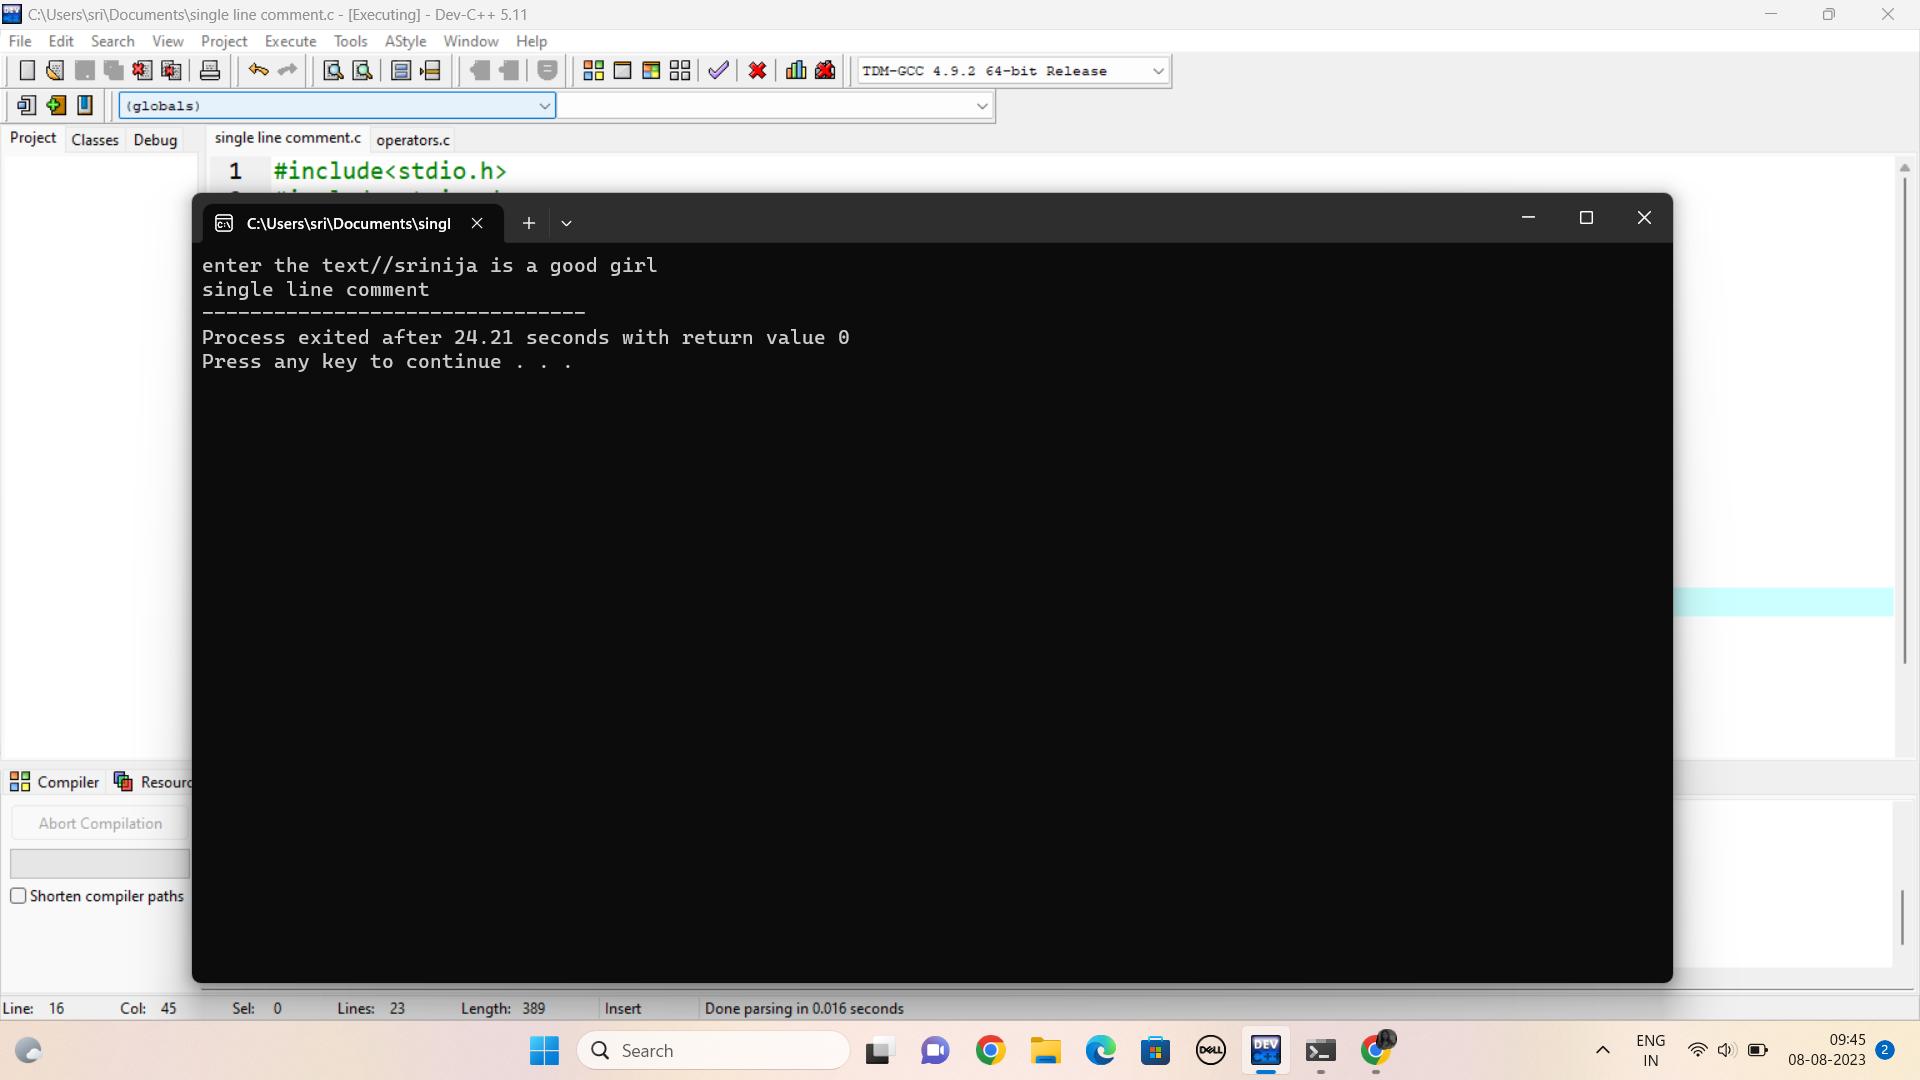 C:\Users\sri\Documents\single line comment.c - [Executing] - Dev-C++ 5.11
File Edit Search View Project Execute Tools AStyle Window Help
TDM-GCC 4.9.2 64-bit Release
(globals)
Project Classes Debug single line comment.c operators.c
1 #include<stdio.h>
C:\Users\sri\Documents\singl
enter the text//srinija is a good girl
single line comment
--------------------------------
Process exited after 24.21 seconds with return value 0
Press any key to continue . . .
Compiler Resourc
Abort Compilation
Shorten compiler paths
Line: 16 Col: 45 Sel: 0 Lines: 23 Length: 389 Insert Done parsing in 0.016 seconds
Search
DELL
DEV C++
ENG
IN
09:45
08-08-2023
2